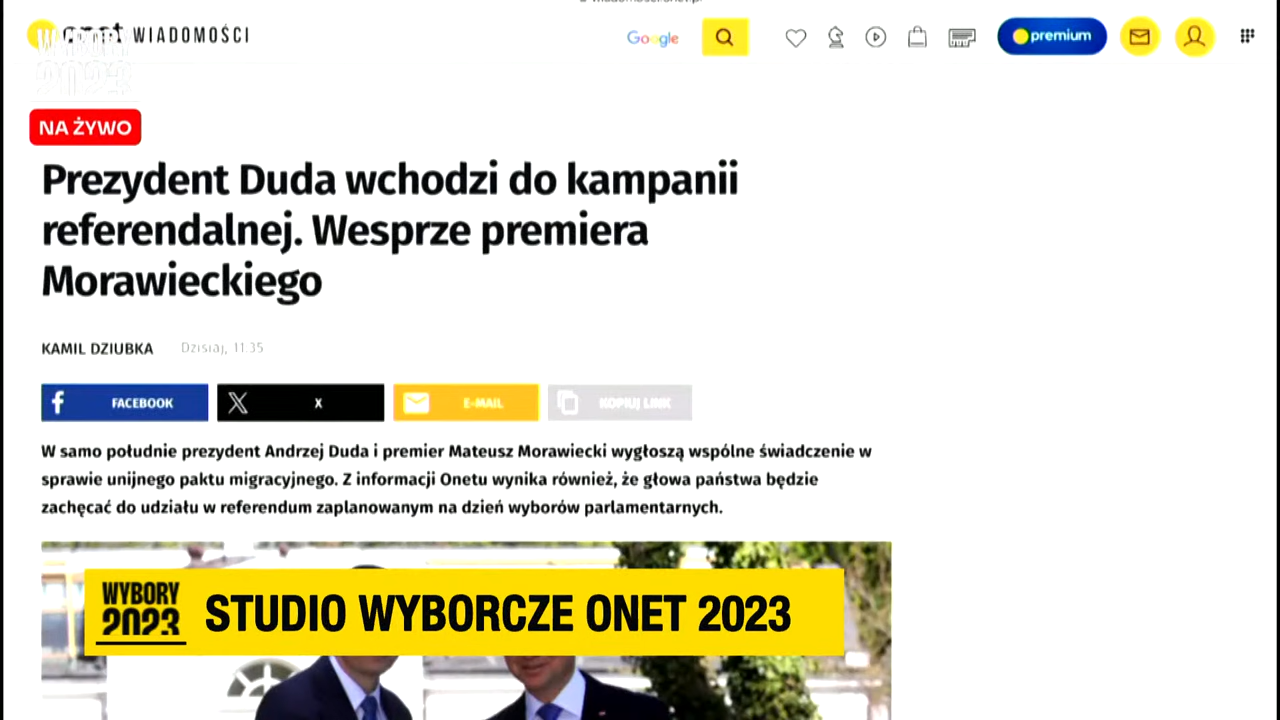 onet WIADOMOŚCI
WYBORY
2023
Google
premium
NA ŻYWO
Prezydent Duda wchodzi do kampanii
referendalnej. Wesprze premiera
Morawieckiego
KAMIL DZIUBKA Dzisiaj, 11:35
FACEBOOK
X
E-MAIL
KOPIUJ LINK
W samo południe prezydent Andrzej Duda i premier Mateusz Morawiecki wygłoszą wspólne świadczenie w
sprawie unijnego paktu migracyjnego. Z informacji Onetu wynika również, że głowa państwa będzie
zachęcać do udziału w referendum zaplanowanym na dzień wyborów parlamentarnych.
WYBORY
2023
STUDIO WYBORCZE ONET 2023